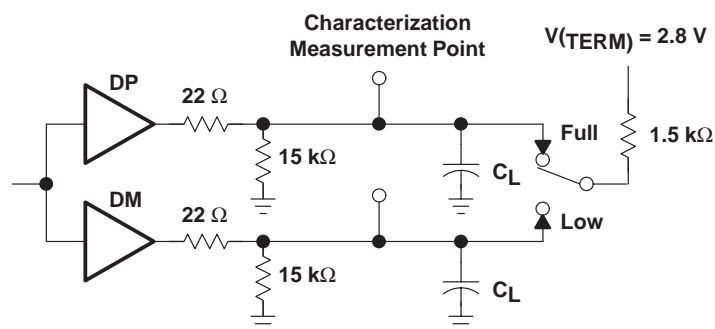 Characterization
Measurement Point
V(TERM) = 2.8 V
DP
22 Ω
Full
1.5 kΩ
15 kΩ
CL
DM
22 Ω
Low
15 kΩ
CL